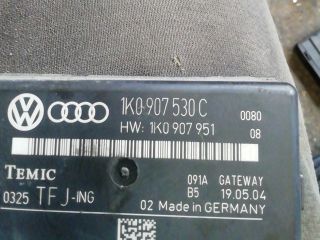 1K0 907 530 C 0080
HW: 1K0 907 951 08
TEMIC 091A GATEWAY
0325 TFJ-ING B5 19.05.04
02 Made in GERMANY